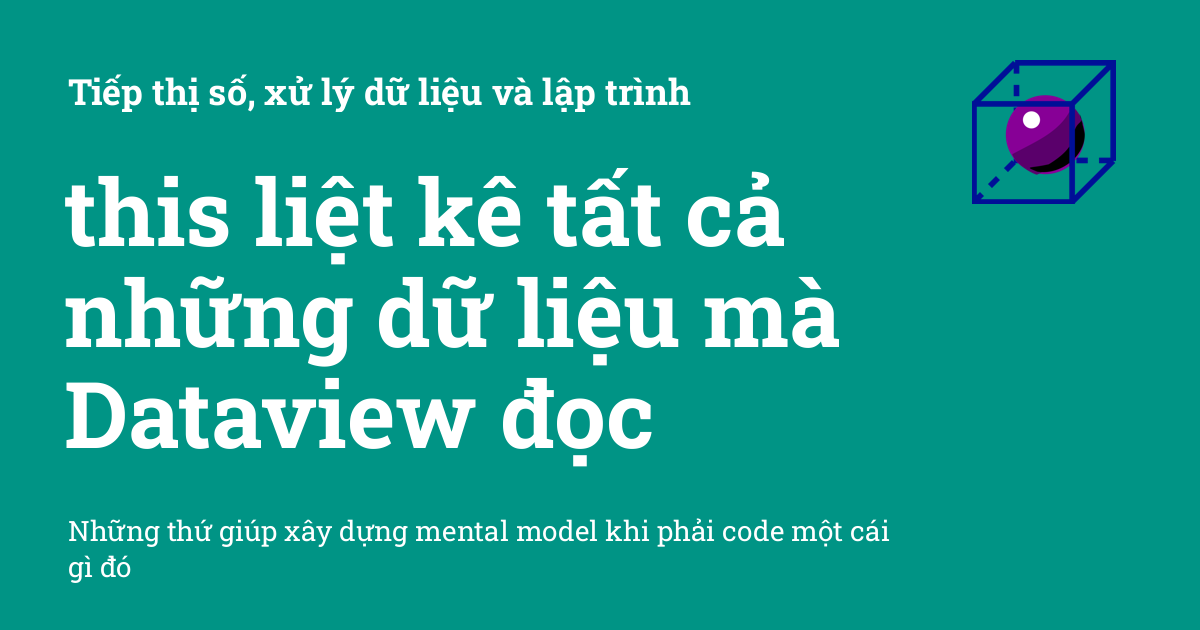 Tiếp thị số, xử lý dữ liệu và lập trình
this liệt kê tất cả
những dữ liệu mà
Dataview đọc
Những thứ giúp xây dựng mental model khi phải code một cái
gì đó